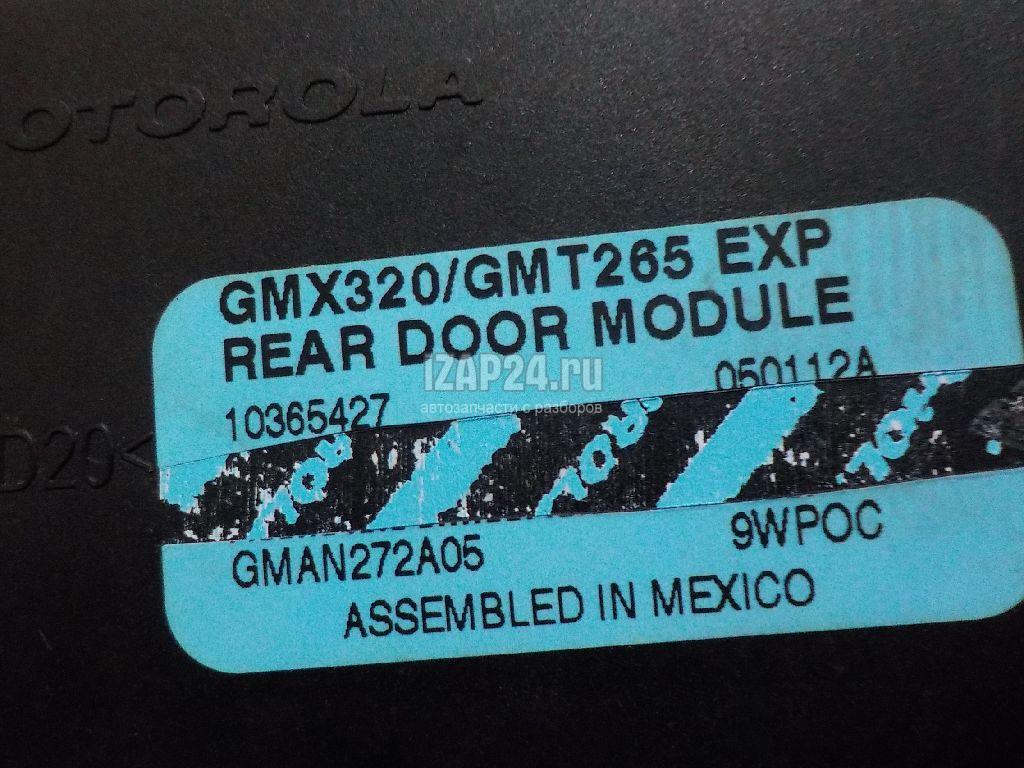 OTOROLA
GMX320/GMT265 EXP
REAR DOOR MODULE
IZAP24.ru
автозапчасти с разборов
10365427 050112A
D20<
GMAN272A05 9WPOC
ASSEMBLED IN MEXICO